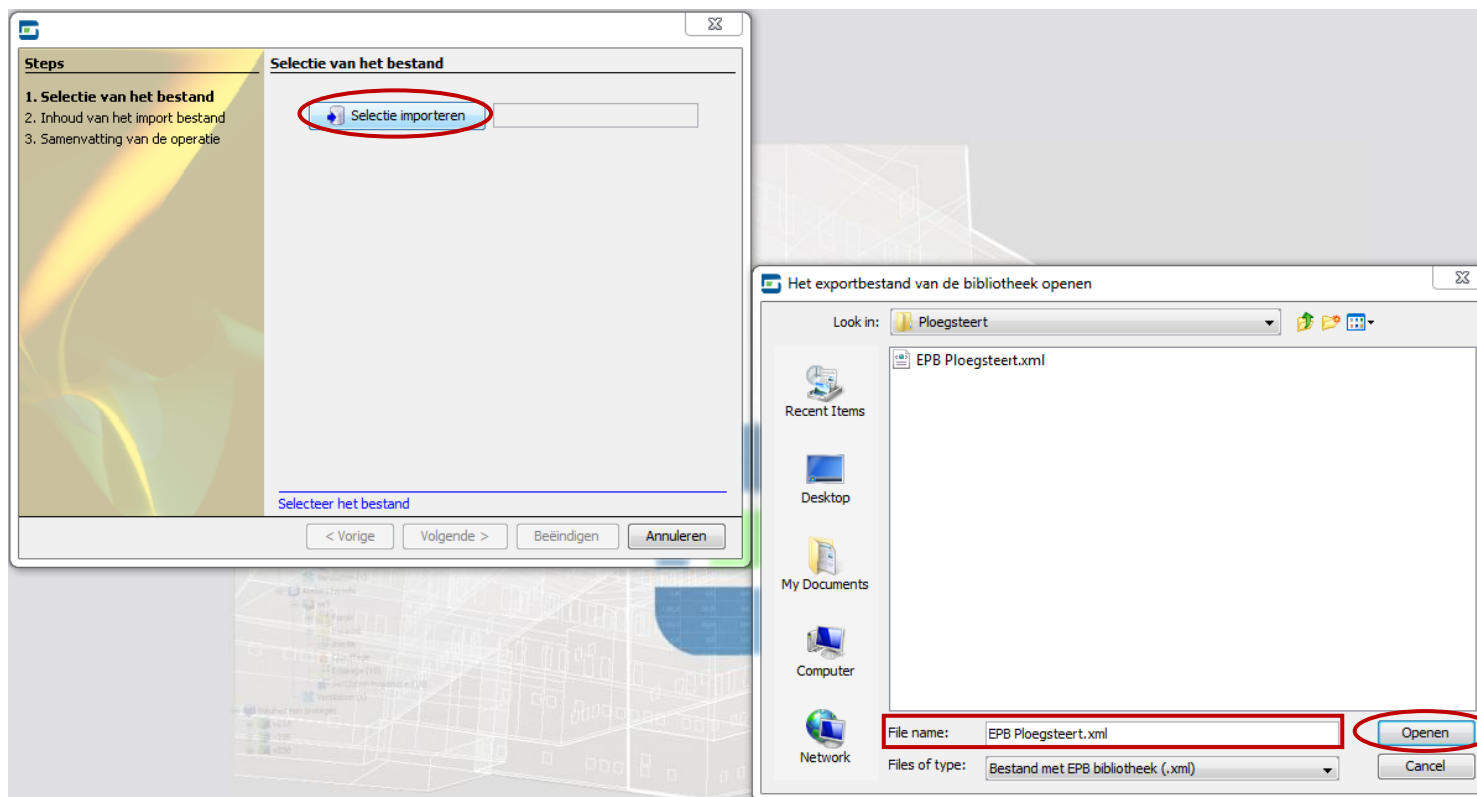 Steps
Selectie van het bestand
1. Selectie van het bestand
2. Inhoud van het import bestand
3. Samenvatting van de operatie
Selectie importeren
Selecteer het bestand
< Vorige
Volgende >
Beëindigen
Annuleren
Het exportbestand van de bibliotheek openen
Look in:
Ploegsteert
EPB Ploegsteert.xml
Recent Items
Desktop
My Documents
Computer
Network
File name:
EPB Ploegsteert.xml
Openen
Files of type:
Bestand met EPB bibliotheek (.xml)
Cancel